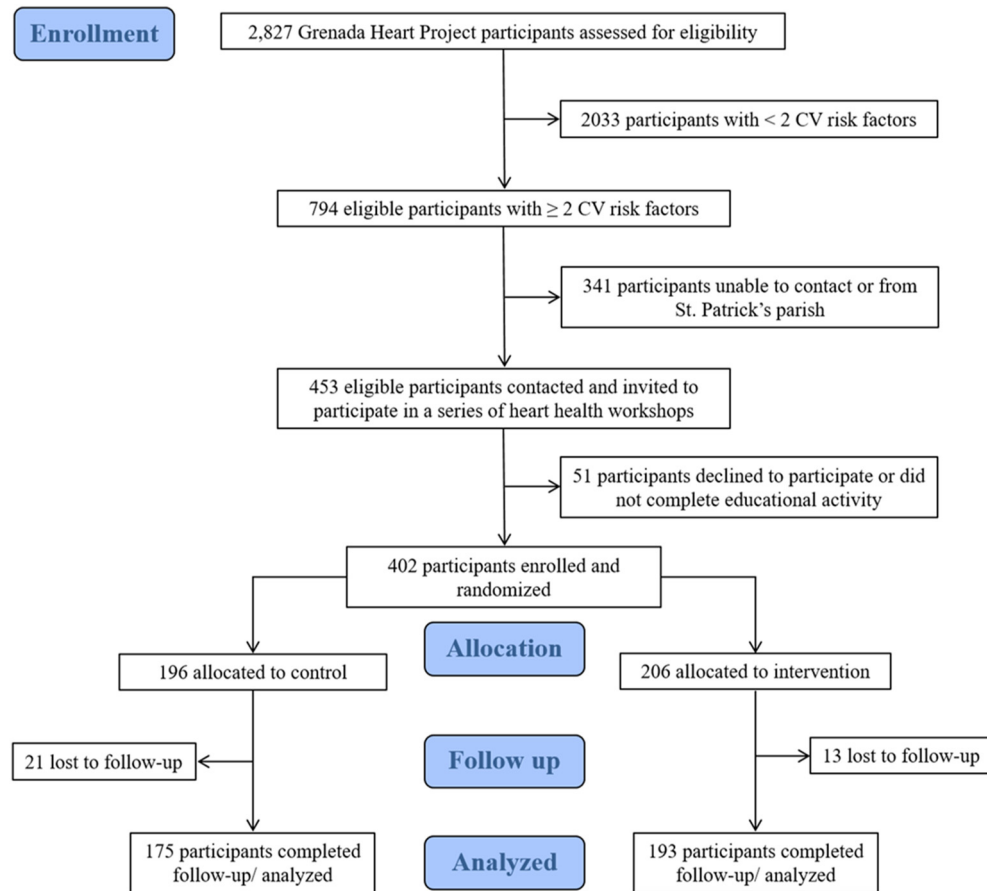 Enrollment
2,827 Grenada Heart Project participants assessed for eligibility
2033 participants with < 2 CV risk factors
794 eligible participants with ≥ 2 CV risk factors
341 participants unable to contact or from
St. Patrick's parish
453 eligible participants contacted and invited to
participate in a series of heart health workshops
51 participants declined to participate or did
not complete educational activity
402 participants enrolled and
randomized
Allocation
196 allocated to control
206 allocated to intervention
21 lost to follow-up
Follow up
13 lost to follow-up
175 participants completed
follow-up/ analyzed
Analyzed
193 participants completed
follow-up/ analyzed